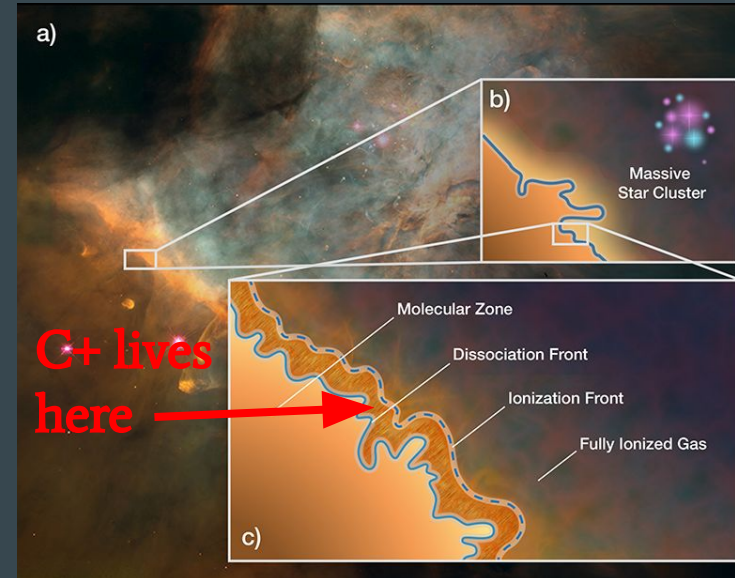 a)
b)
Massive
Star Cluster
Molecular Zone
C+ lives
here
Dissociation Front
Ionization Front
Fully Ionized Gas
c)